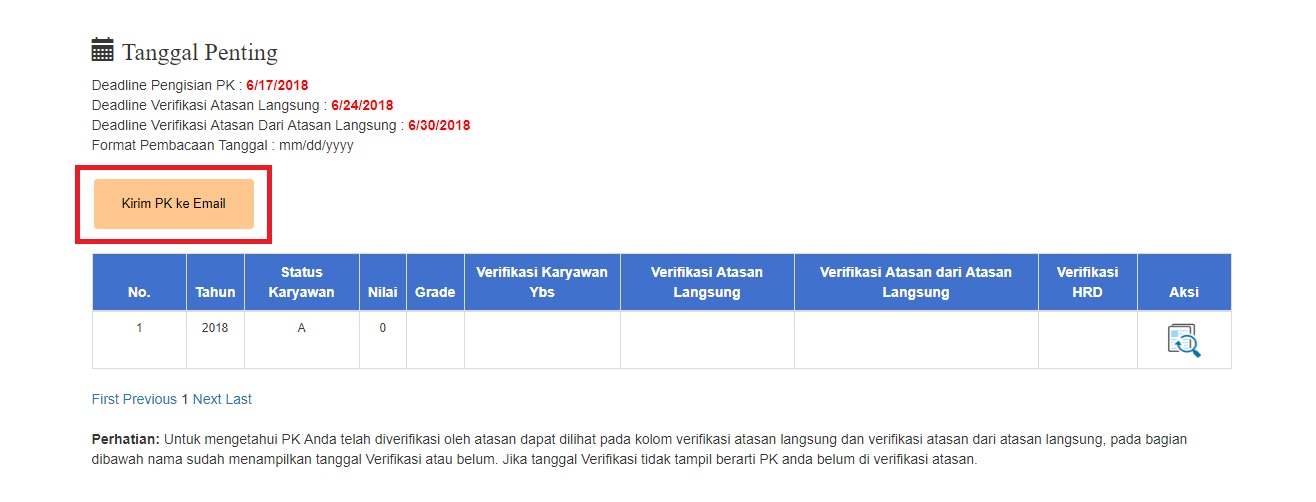 Tanggal Penting
Deadline Pengisian PK : 6/17/2018
Deadline Verifikasi Atasan Langsung : 6/24/2018
Deadline Verifikasi Atasan Dari Atasan Langsung : 6/30/2018
Format Pembacaan Tanggal : mm/dd/yyyy
Kirim PK ke Email
No. Tahun Status Karyawan Nilai Grade Verifikasi Karyawan Ybs Verifikasi Atasan Langsung Verifikasi Atasan dari Atasan Langsung Verifikasi HRD Aksi
1 2018 A 0
First Previous 1 Next Last
Perhatian: Untuk mengetahui PK Anda telah diverifikasi oleh atasan dapat dilihat pada kolom verifikasi atasan langsung dan verifikasi atasan dari atasan langsung, pada bagian
dibawah nama sudah menampilkan tanggal Verifikasi atau belum. Jika tanggal Verifikasi tidak tampil berarti PK anda belum di verifikasi atasan.